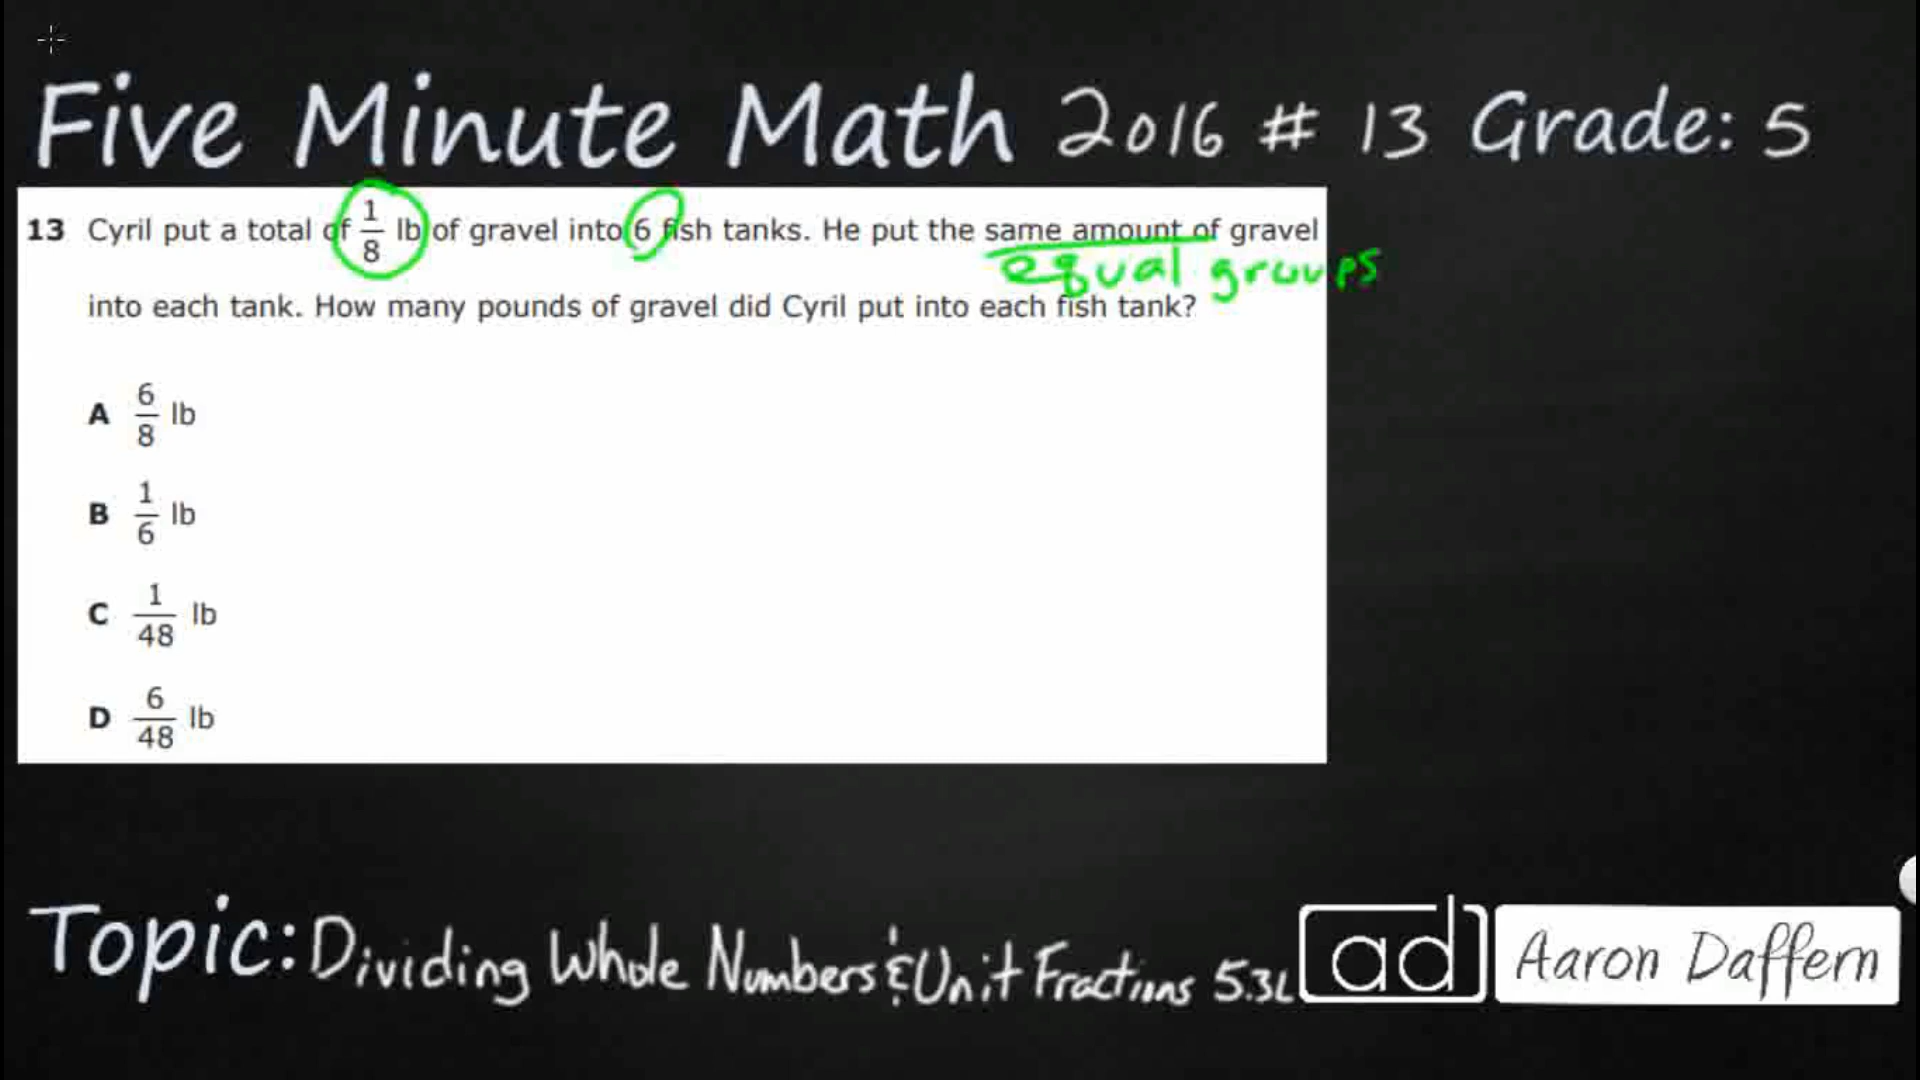 Five Minute Math 2016 # 13 Grade: 5
13 Cyril put a total of 1/8 lb of gravel into 6 fish tanks. He put the same amount of gravel
equal groups
into each tank. How many pounds of gravel did Cyril put into each fish tank?
A 6/8 lb
B 1/6 lb
C 1/48 lb
D 6/48 lb
Topic: Dividing Whole Numbers & Unit Fractions 5.3L
ad Aaron Daffern